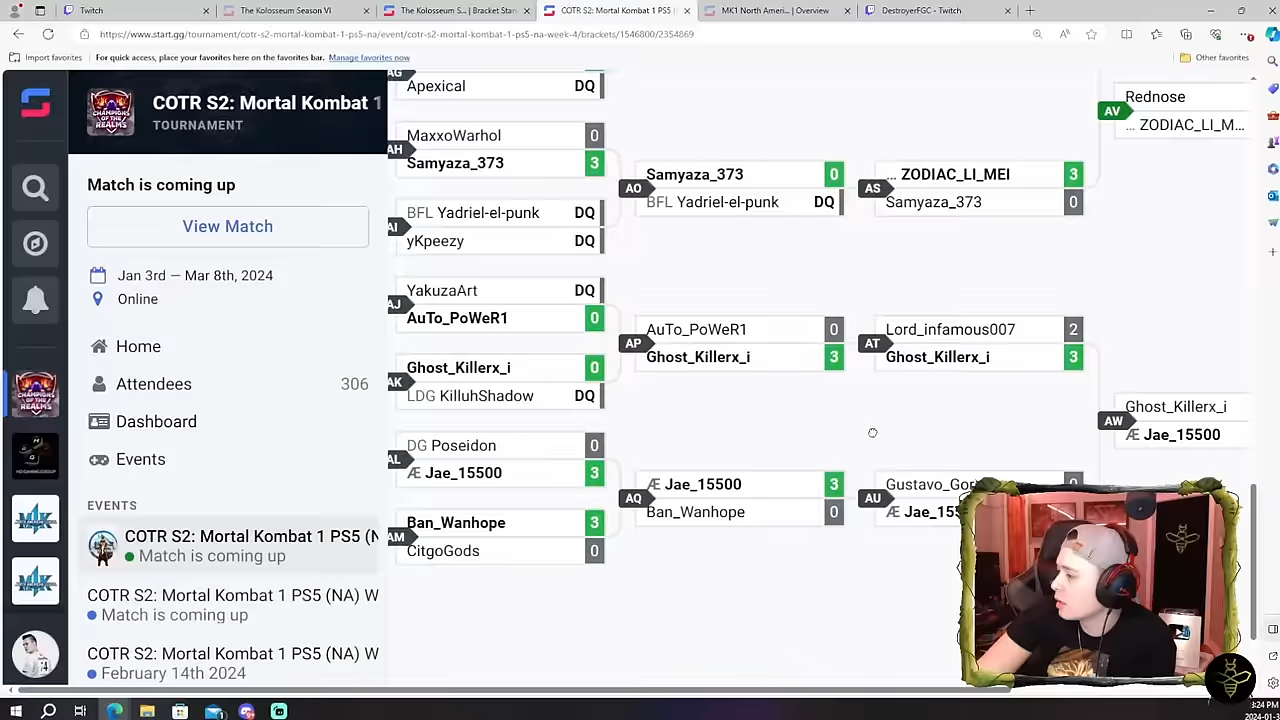 Twitch
The Kolosseum Season VI
The Kolosseum S... | Bracket Stan
COTR S2: Mortal Kombat 1 PS5 (
MK1 North Ameri... | Overview
DestroyerFGC - Twitch
https://www.start.gg/tournament/cotr-s2-mortal-kombat-1-ps5-na/event/cotr-s2-mortal-kombat-1-ps5-na-week-4/brackets/1546800/2354869
Import favorites
For quick access, place your favorites here on the favorites bar. Manage favorites now
Other favorites
COTR S2: Mortal Kombat 1
TOURNAMENT
Match is coming up
View Match
Jan 3rd — Mar 8th, 2024
Online
Home
Attendees 306
Dashboard
Events
EVENTS
COTR S2: Mortal Kombat 1 PS5 (N
Match is coming up
COTR S2: Mortal Kombat 1 PS5 (NA) W
Match is coming up
COTR S2: Mortal Kombat 1 PS5 (NA) W
February 14th 2024
AG
Apexical DQ
AH
MaxxoWarhol 0
Samyaza_373 3
AI
BFL Yadriel-el-punk DQ
yKpeezy DQ
AJ
YakuzaArt DQ
AuTo_PoWeR1 0
AK
Ghost_Killerx_i 0
LDG KilluhShadow DQ
AL
DG Poseidon 0
Æ Jae_15500 3
AM
Ban_Wanhope 3
CitgoGods 0
AO
Samyaza_373 0
BFL Yadriel-el-punk DQ
AP
AuTo_PoWeR1 0
Ghost_Killerx_i 3
AQ
Æ Jae_15500 3
Ban_Wanhope 0
AS
... ZODIAC_LI_MEI 3
Samyaza_373 0
AT
Lord_infamous007 2
Ghost_Killerx_i 3
AU
Gustavo_Gor 0
Æ Jae_155
AV
Rednose
... ZODIAC_LI_M...
AW
Ghost_Killerx_i
Æ Jae_15500
3:24 PM